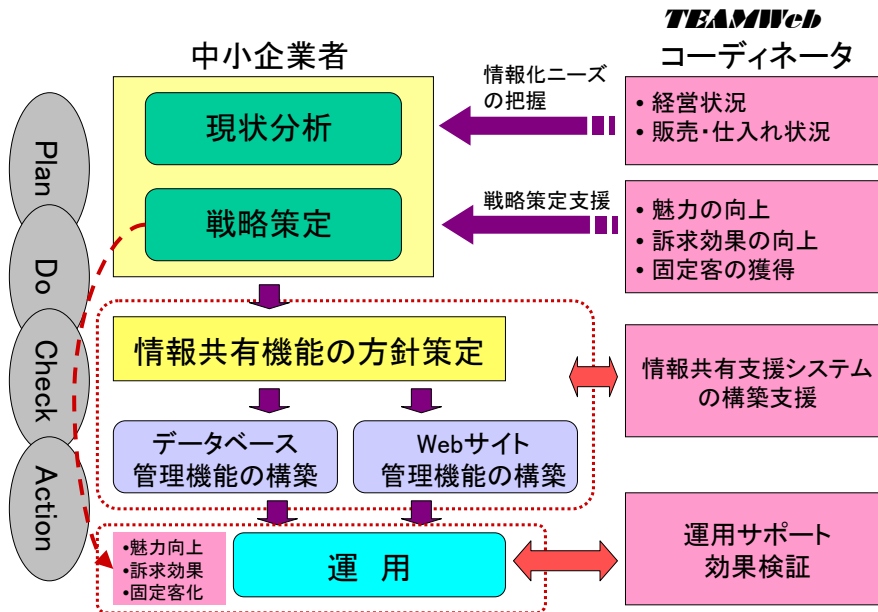 TEAMWeb
コーディネータ
中小企業者
情報化ニーズ
の把握
現状分析
• 経営状況
• 販売・仕入れ状況
Plan
戦略策定支援
戦略策定
• 魅力の向上
• 訴求効果の向上
• 固定客の獲得
Do
情報共有機能の方針策定
Check
情報共有支援システム
の構築支援
データベース
管理機能の構築
Webサイト
管理機能の構築
Action
•魅力向上
•訴求効果
•固定客化
運 用
運用サポート
効果検証